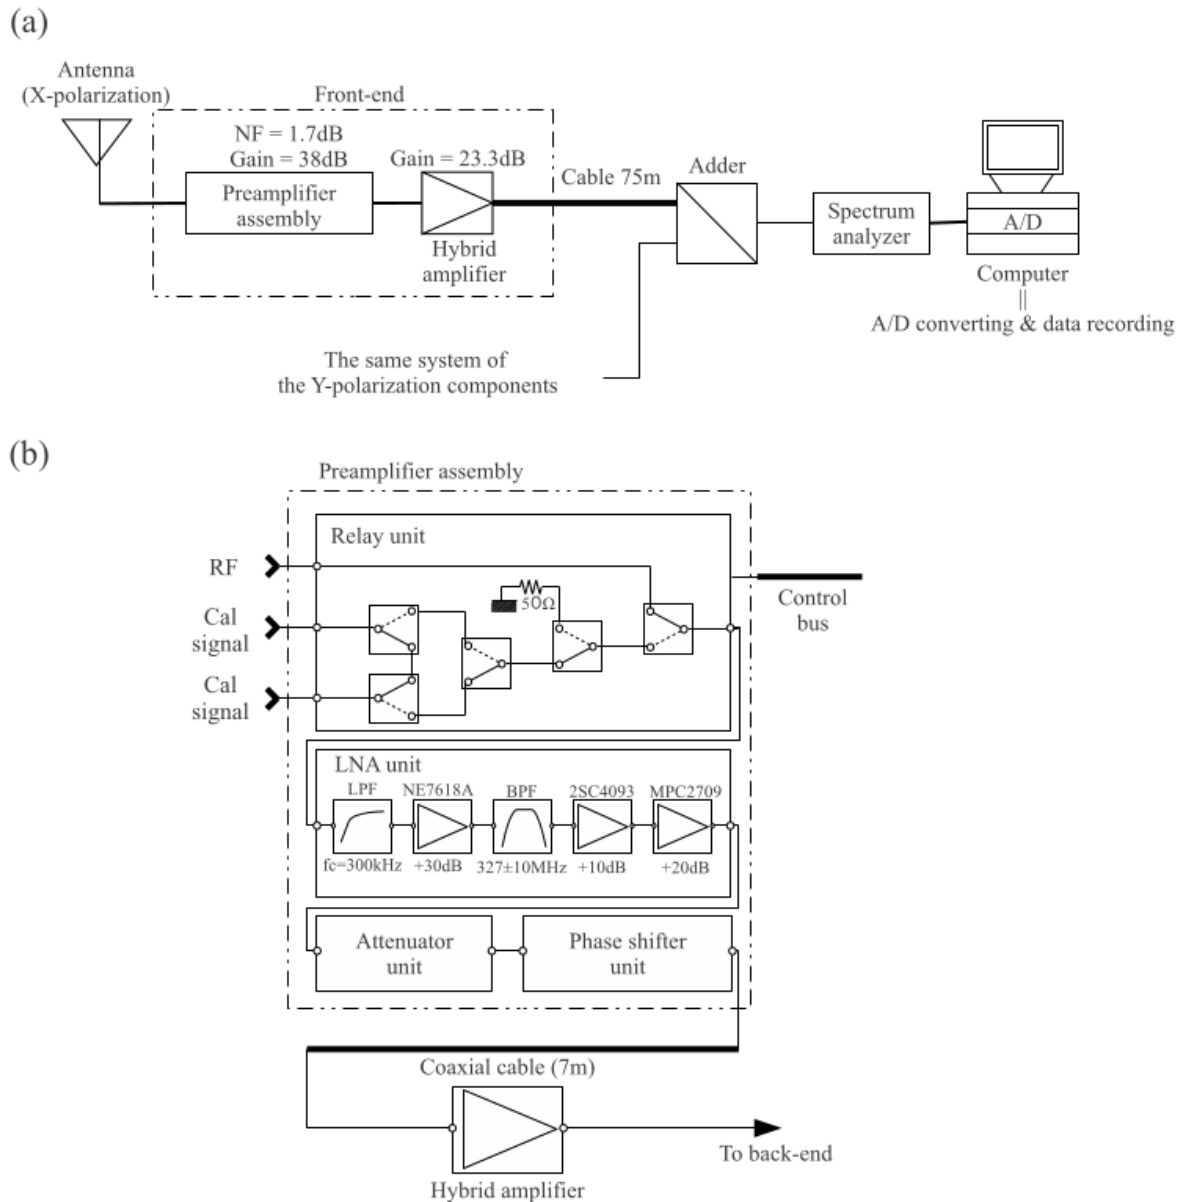 (a)
Antenna
(X-polarization)
Front-end
NF = 1.7dB
Gain = 38dB
Preamplifier
assembly
Gain = 23.3dB
Hybrid
amplifier
Cable 75m
Adder
Spectrum
analyzer
A/D
Computer
||
A/D converting & data recording
The same system of
the Y-polarization components
(b)
Preamplifier assembly
Relay unit
RF
Cal
signal
Cal
signal
50Ω
Control
bus
LNA unit
LPF
NE7618A
BPF
2SC4093
MPC2709
fc=300kHz
+30dB
327±10MHz
+10dB
+20dB
Attenuator
unit
Phase shifter
unit
Coaxial cable (7m)
To back-end
Hybrid amplifier